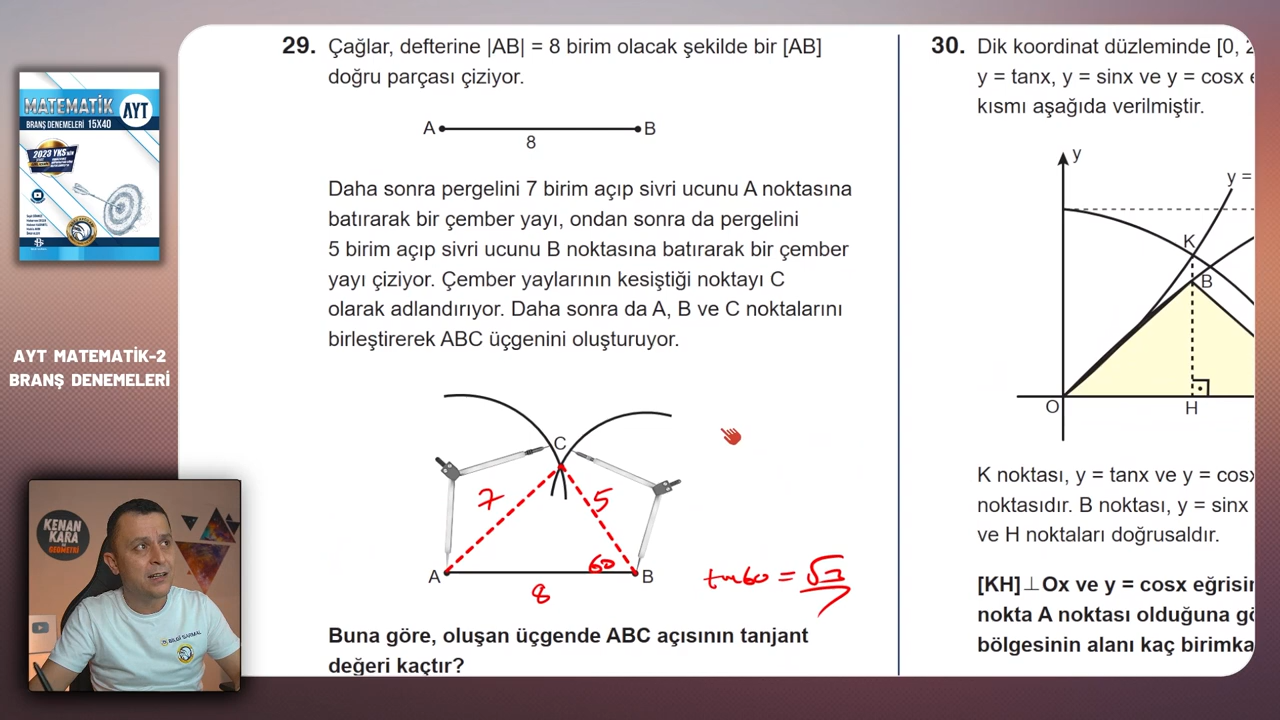 29. Çağlar, defterine |AB| = 8 birim olacak şekilde bir [AB]
doğru parçası çiziyor.
A
B
8
Daha sonra pergelini 7 birim açıp sivri ucunu A noktasına
batırarak bir çember yayı, ondan sonra da pergelini
5 birim açıp sivri ucunu B noktasına batırarak bir çember
yayı çiziyor. Çember yaylarının kesiştiği noktayı C
olarak adlandırıyor. Daha sonra da A, B ve C noktalarını
birleştirerek ABC üçgenini oluşturuyor.
C
7
5
60
A
B
8
tan60 = √3
Buna göre, oluşan üçgende ABC açısının tanjant
değeri kaçtır?
30. Dik koordinat düzleminde [0,
y = tanx, y = sinx ve y = cosx
kısmı aşağıda verilmiştir.
y
y =
K
B
O
H
K noktası, y = tanx ve y = cos
noktasıdır. B noktası, y = sinx
ve H noktaları doğrusaldır.
[KH]⊥Ox ve y = cosx eğrisi
nokta A noktası olduğuna gö
bölgesinin alanı kaç birimka
MATEMATİK AYT
BRANŞ DENEMELERİ 15X40
2023 YKS'NİN
AYT MATEMATİK-2
BRANŞ DENEMELERİ
KENAN
KARA
GEOMETRİ
BİLGİ SARMAL